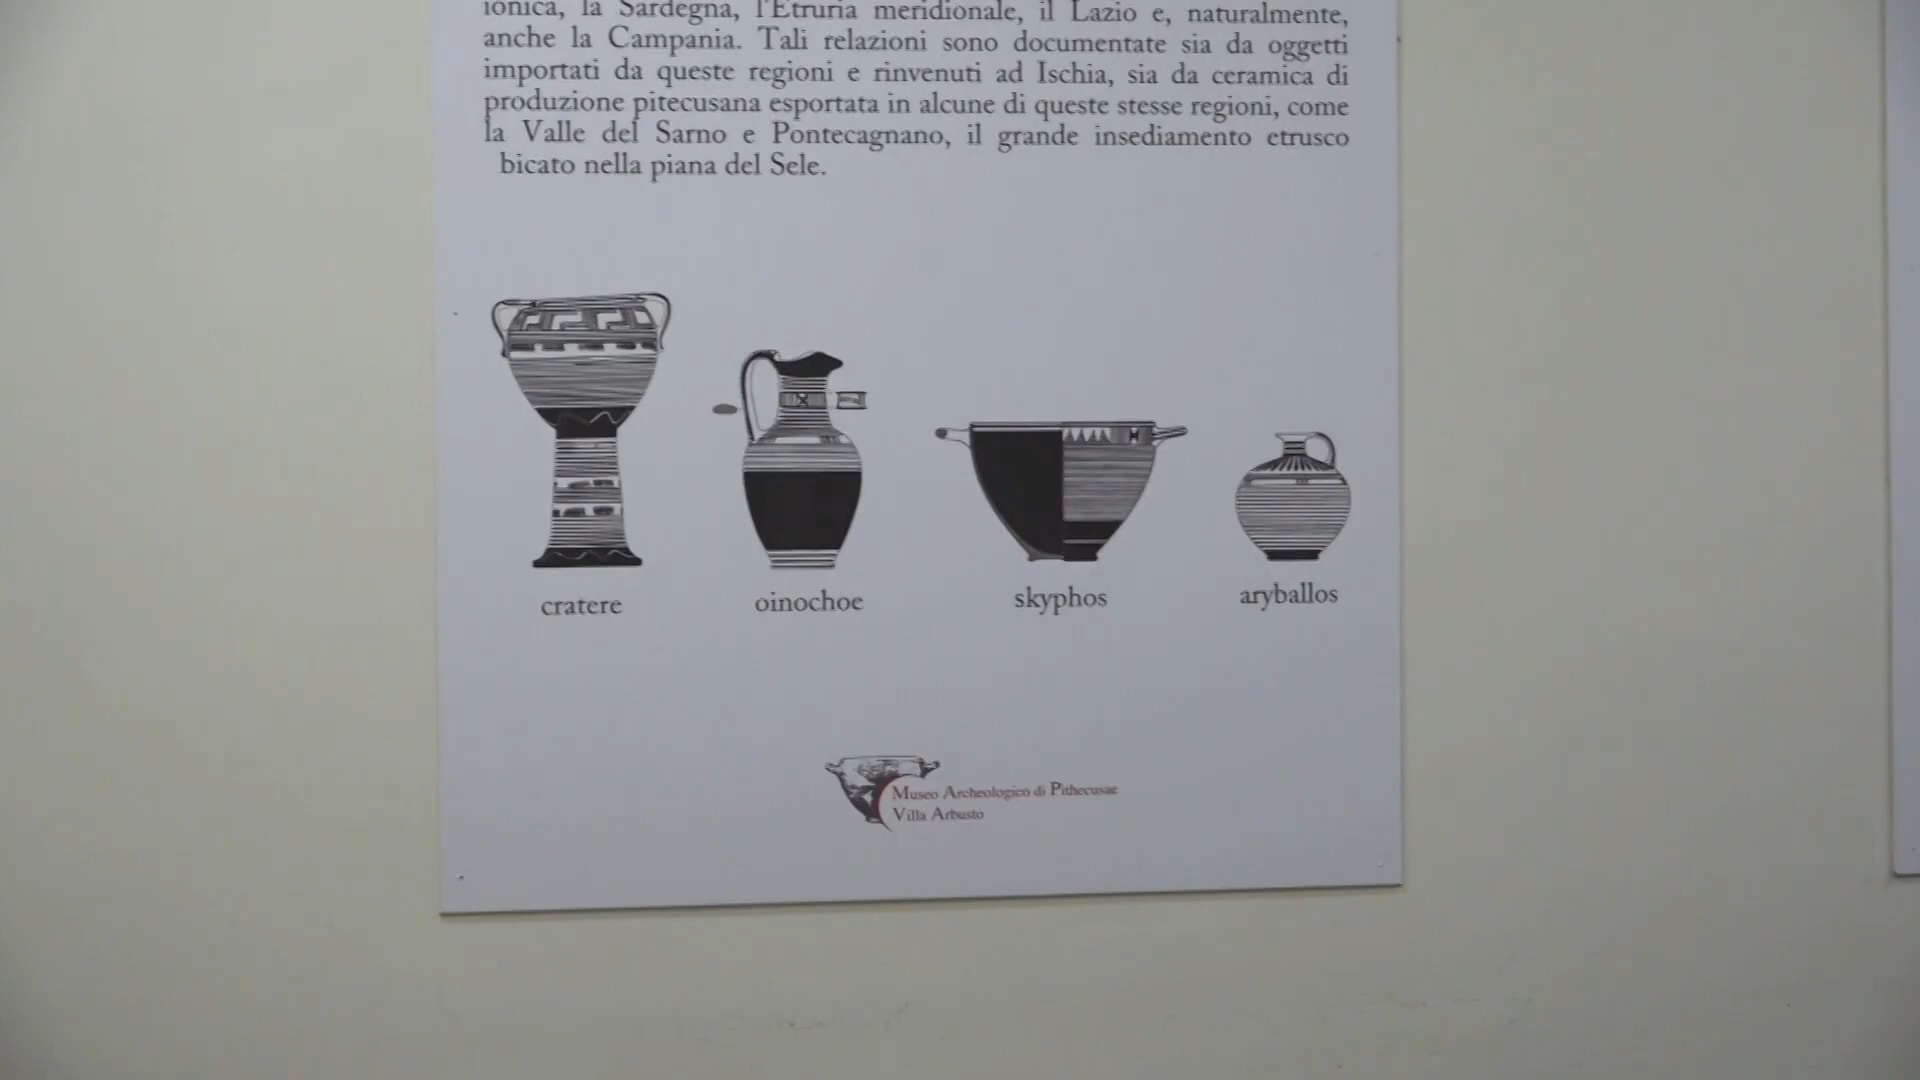 ionica, la Sardegna, l'Etruria meridionale, il Lazio e, naturalmente,
anche la Campania. Tali relazioni sono documentate sia da oggetti
importati da queste regioni e rinvenuti ad Ischia, sia da ceramica di
produzione pitecusana esportata in alcune di queste stesse regioni, come
la Valle del Sarno e Pontecagnano, il grande insediamento etrusco
bicato nella piana del Sele.
cratere
oinochoe
skyphos
aryballos
Museo Archeologico di Pithecusae
Villa Arbusto